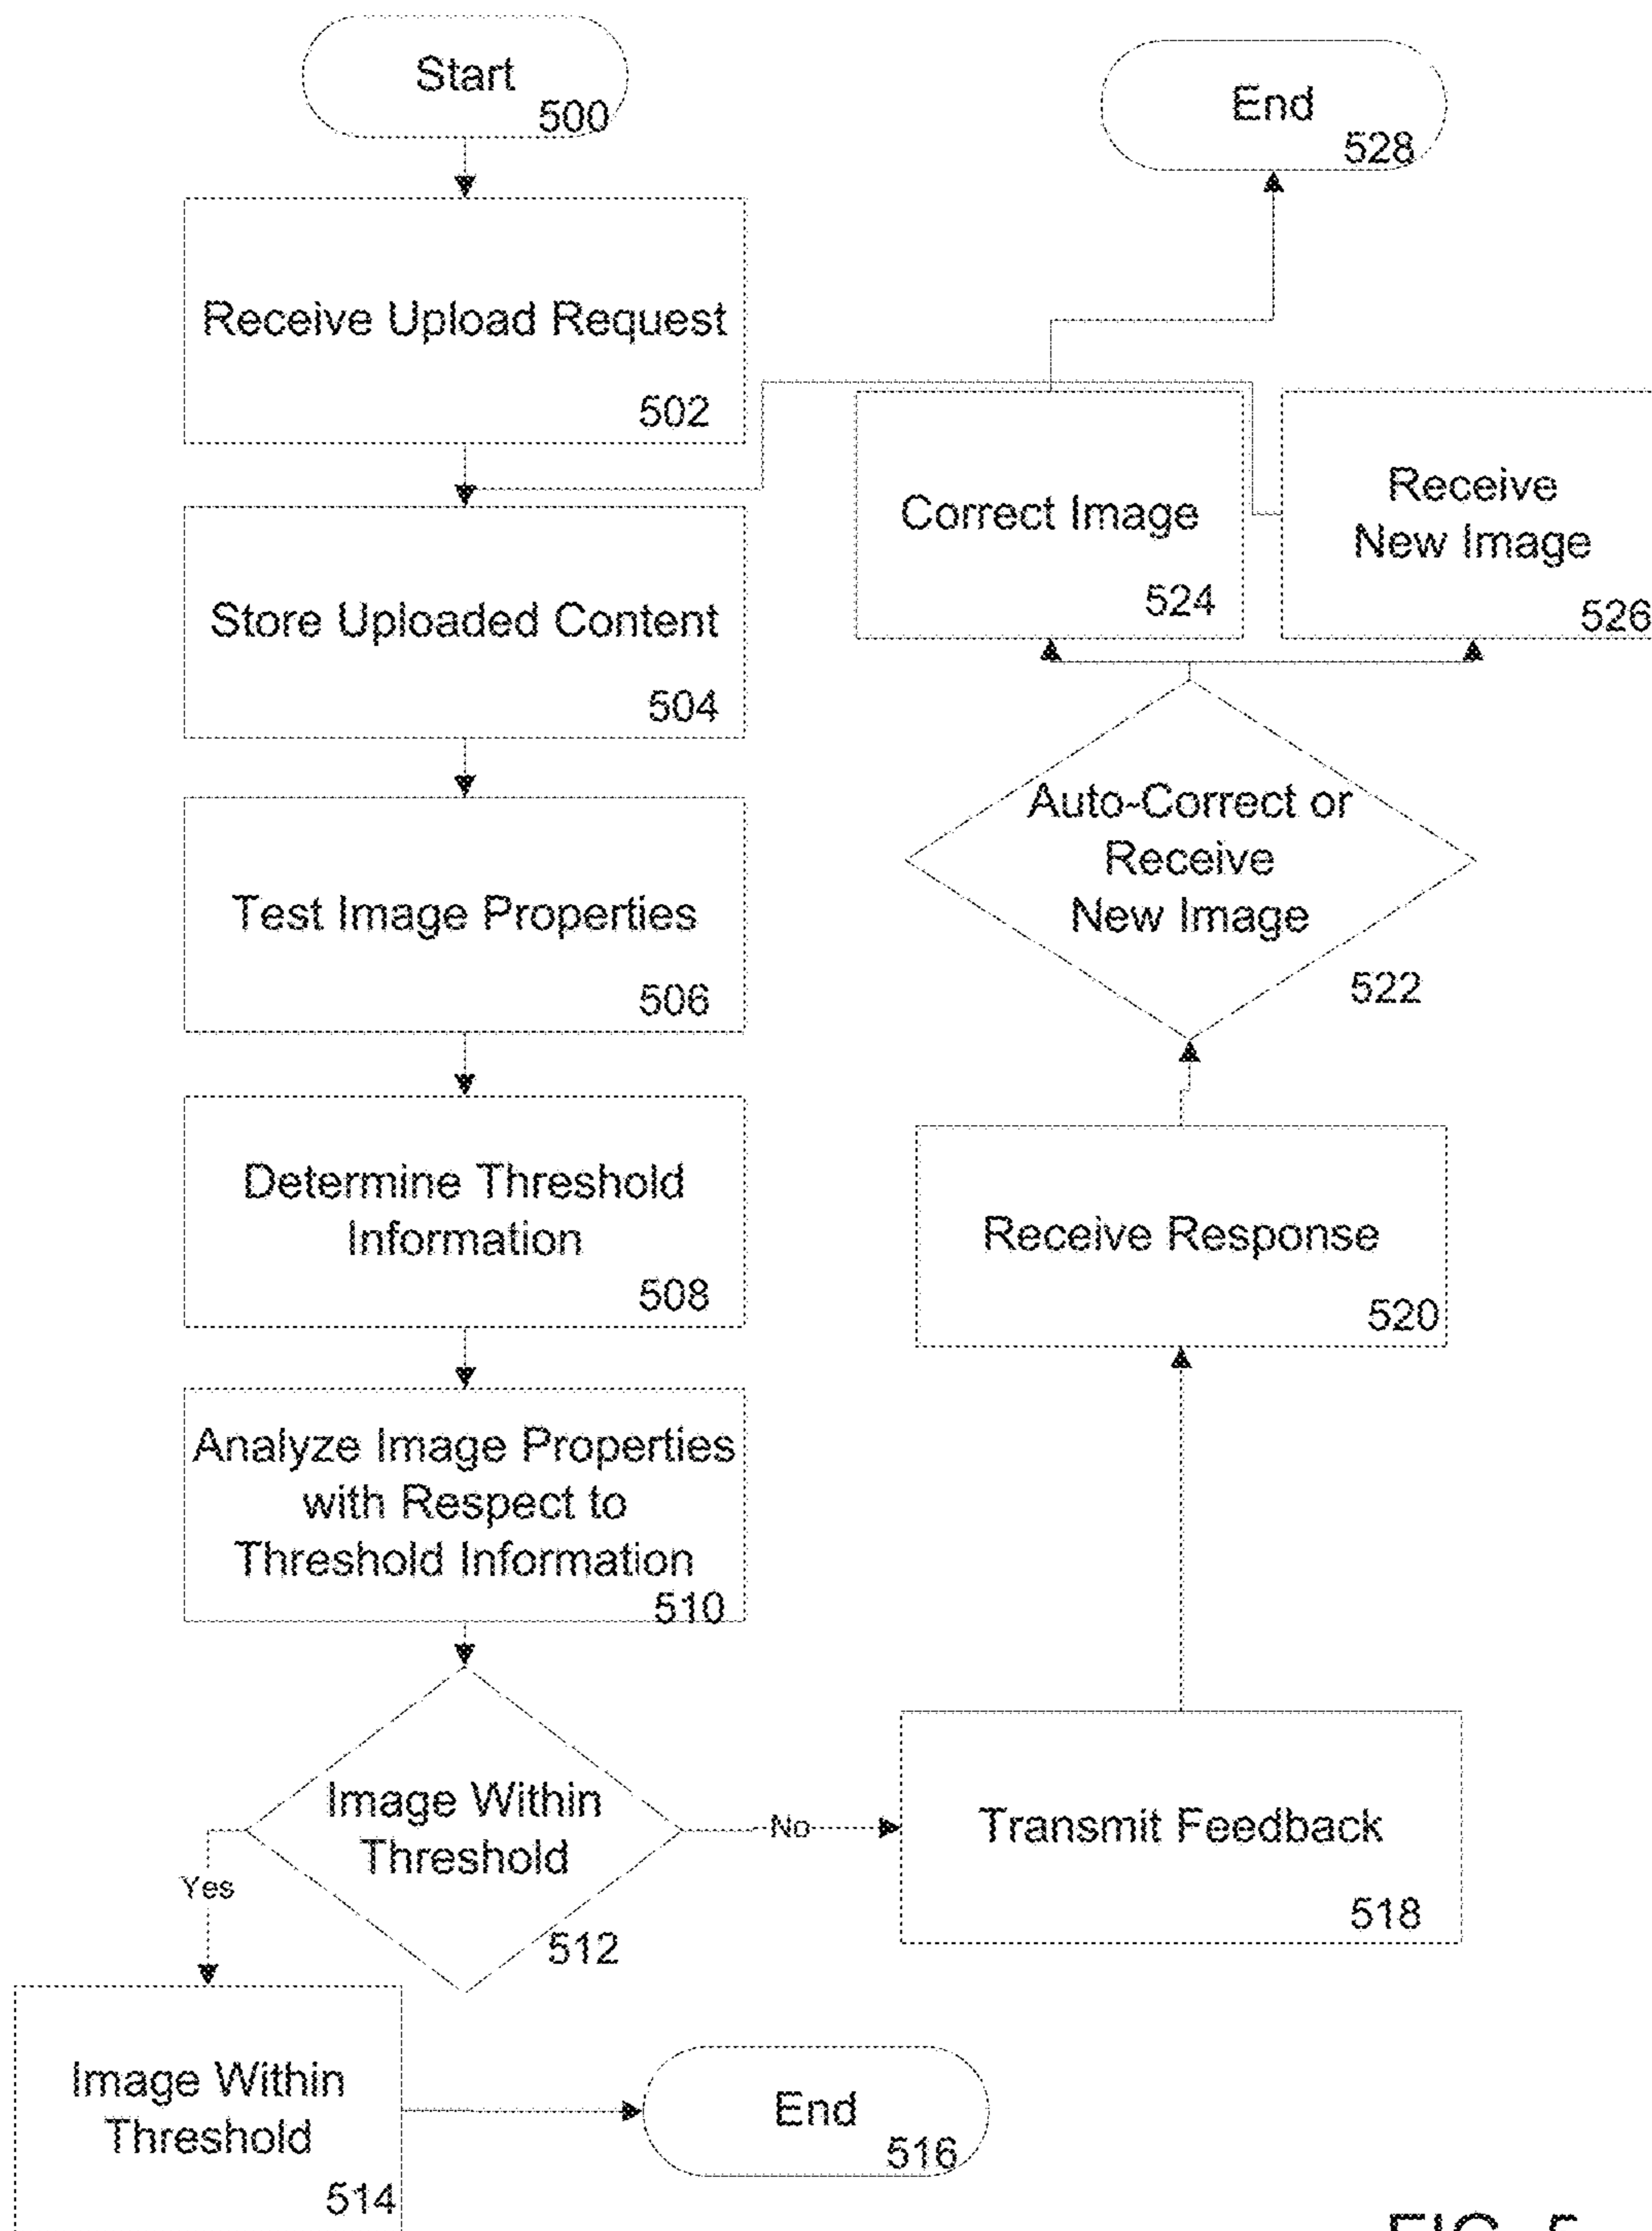 Start
500
Receive Upload Request
502
Store Uploaded Content
504
Test Image Properties
506
Determine Threshold
Information
508
Analyze Image Properties
with Respect to
Threshold Information
510
Image Within
Threshold
512
Yes
No
Image Within
Threshold
514
End
516
Transmit Feedback
518
Receive Response
520
Auto-Correct or
Receive
New Image
522
Correct Image
524
Receive
New Image
526
End
528
FIG. 5